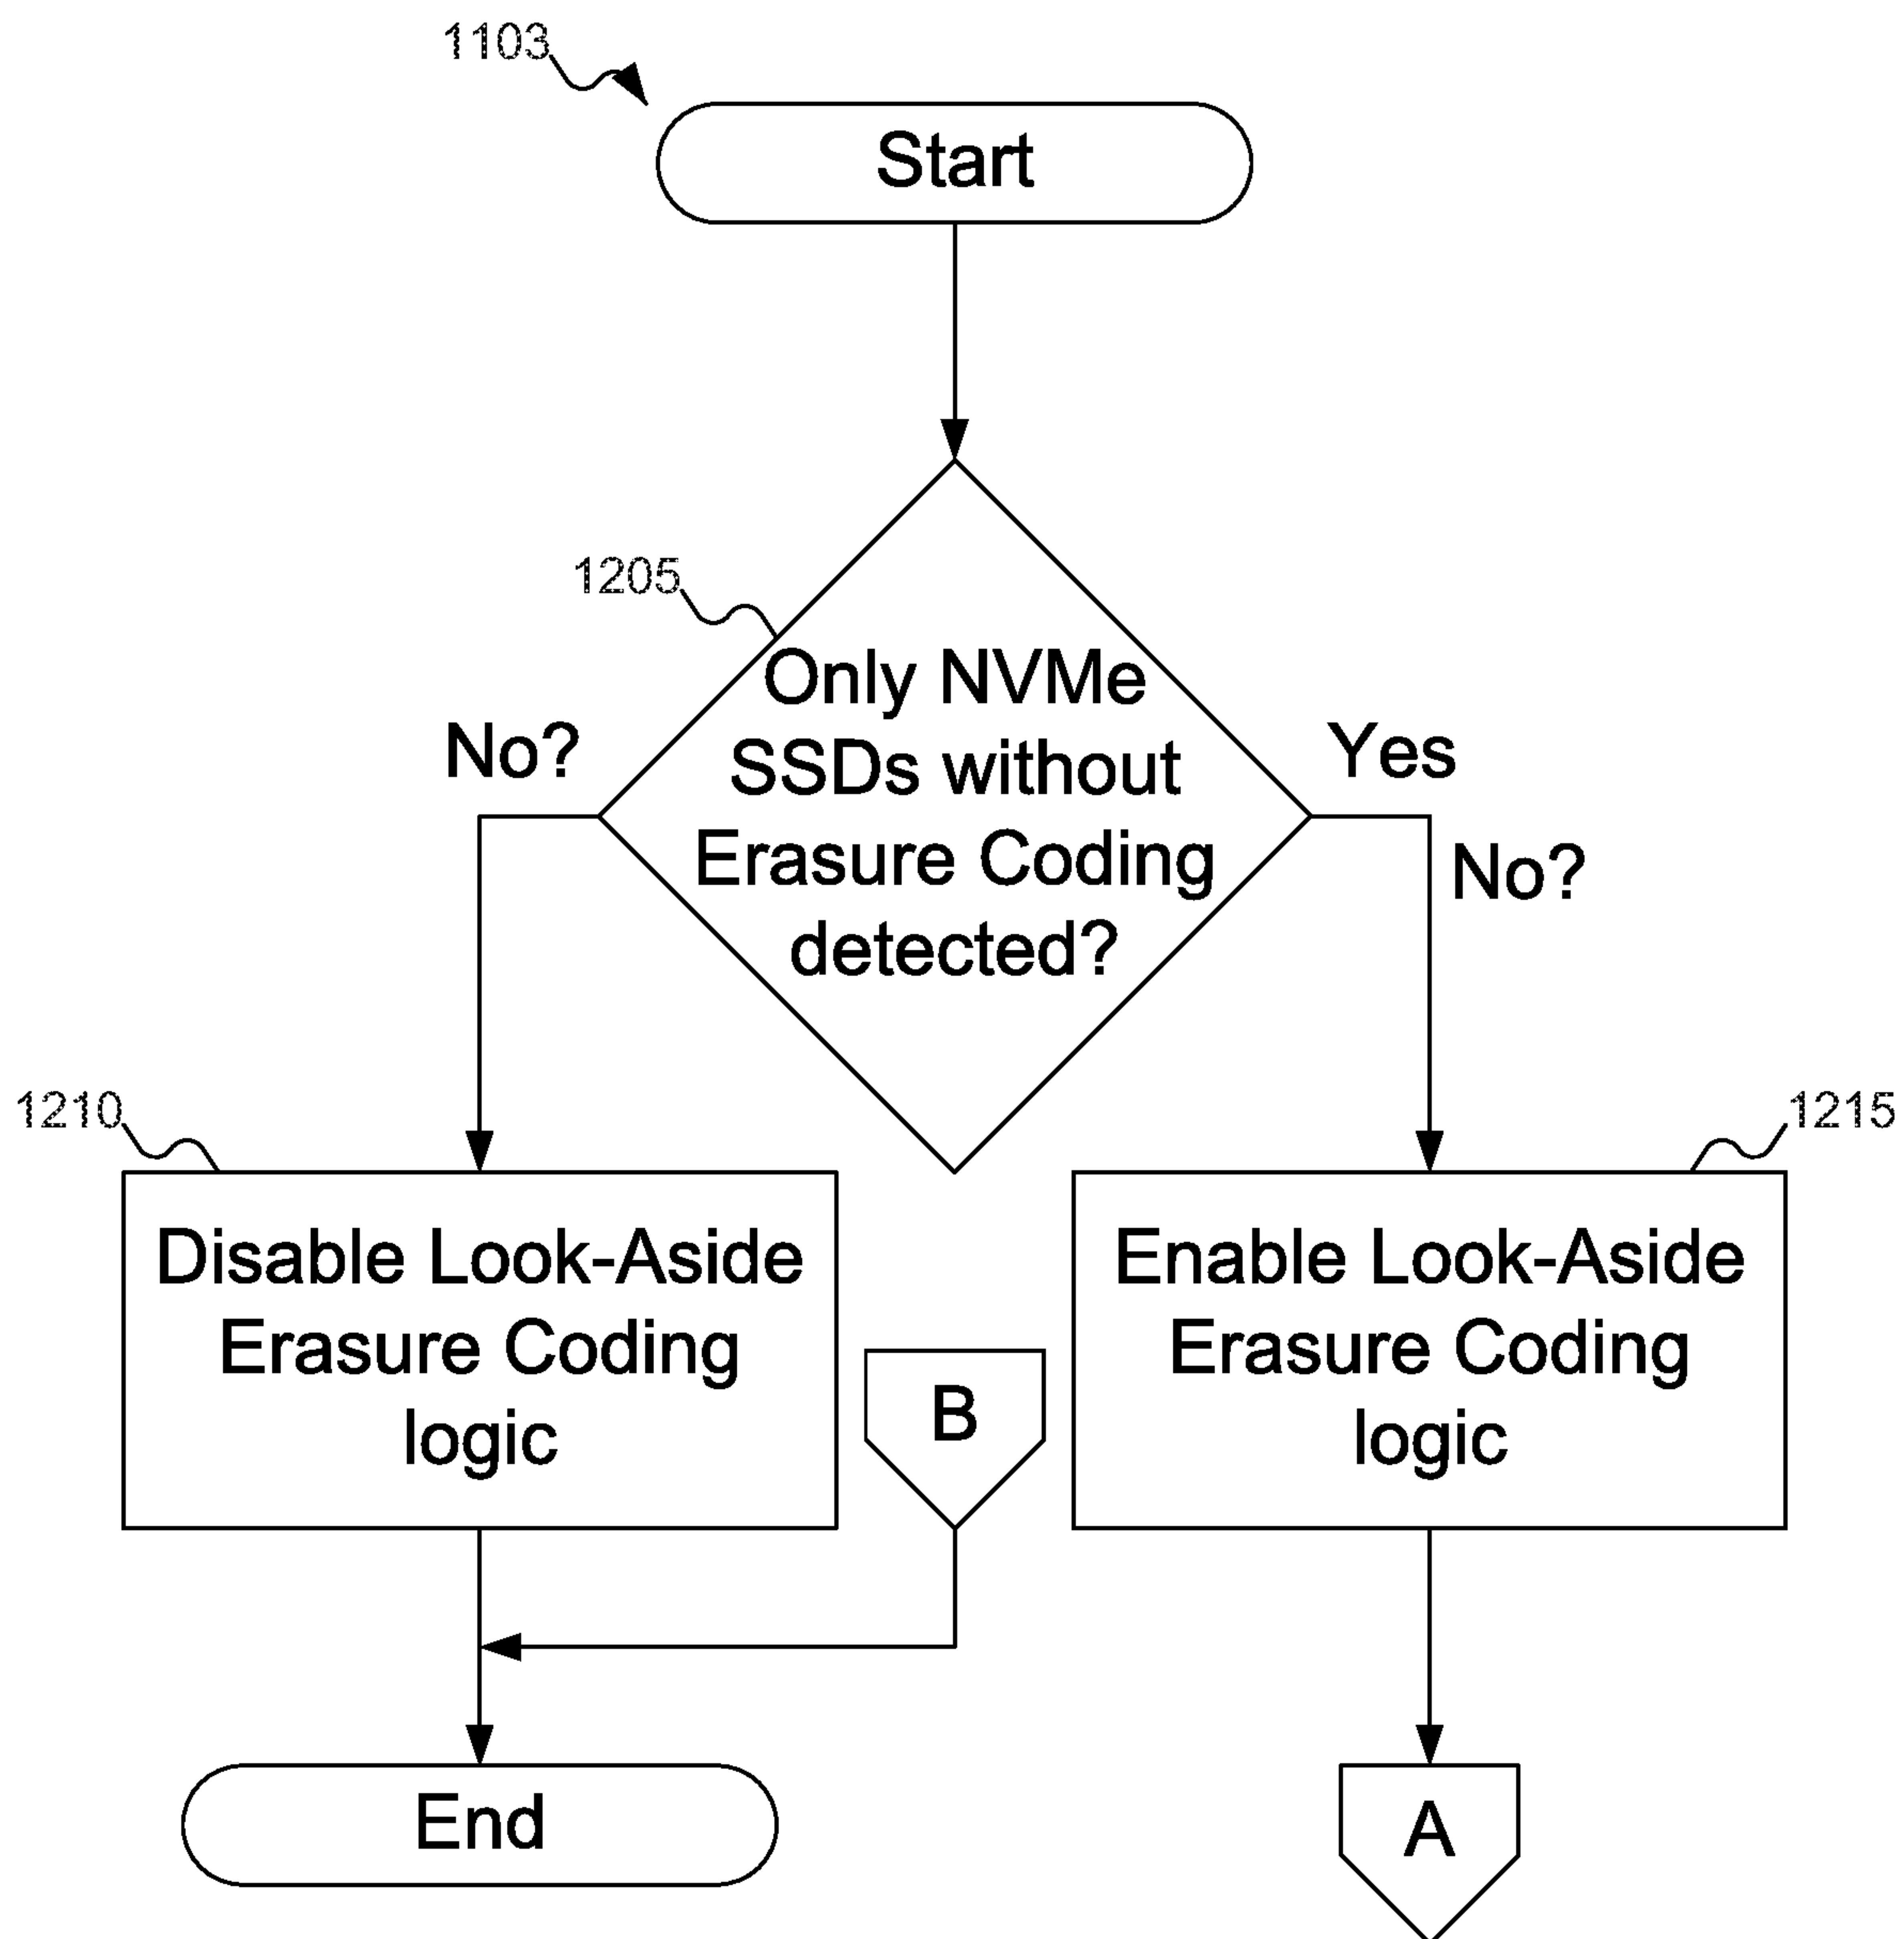 1103
Start
1205
Only NVMe
SSDs without
Erasure Coding
detected?
No?
Yes
No?
1210
1215
Disable Look-Aside
Erasure Coding
logic
Enable Look-Aside
Erasure Coding
logic
B
End
A